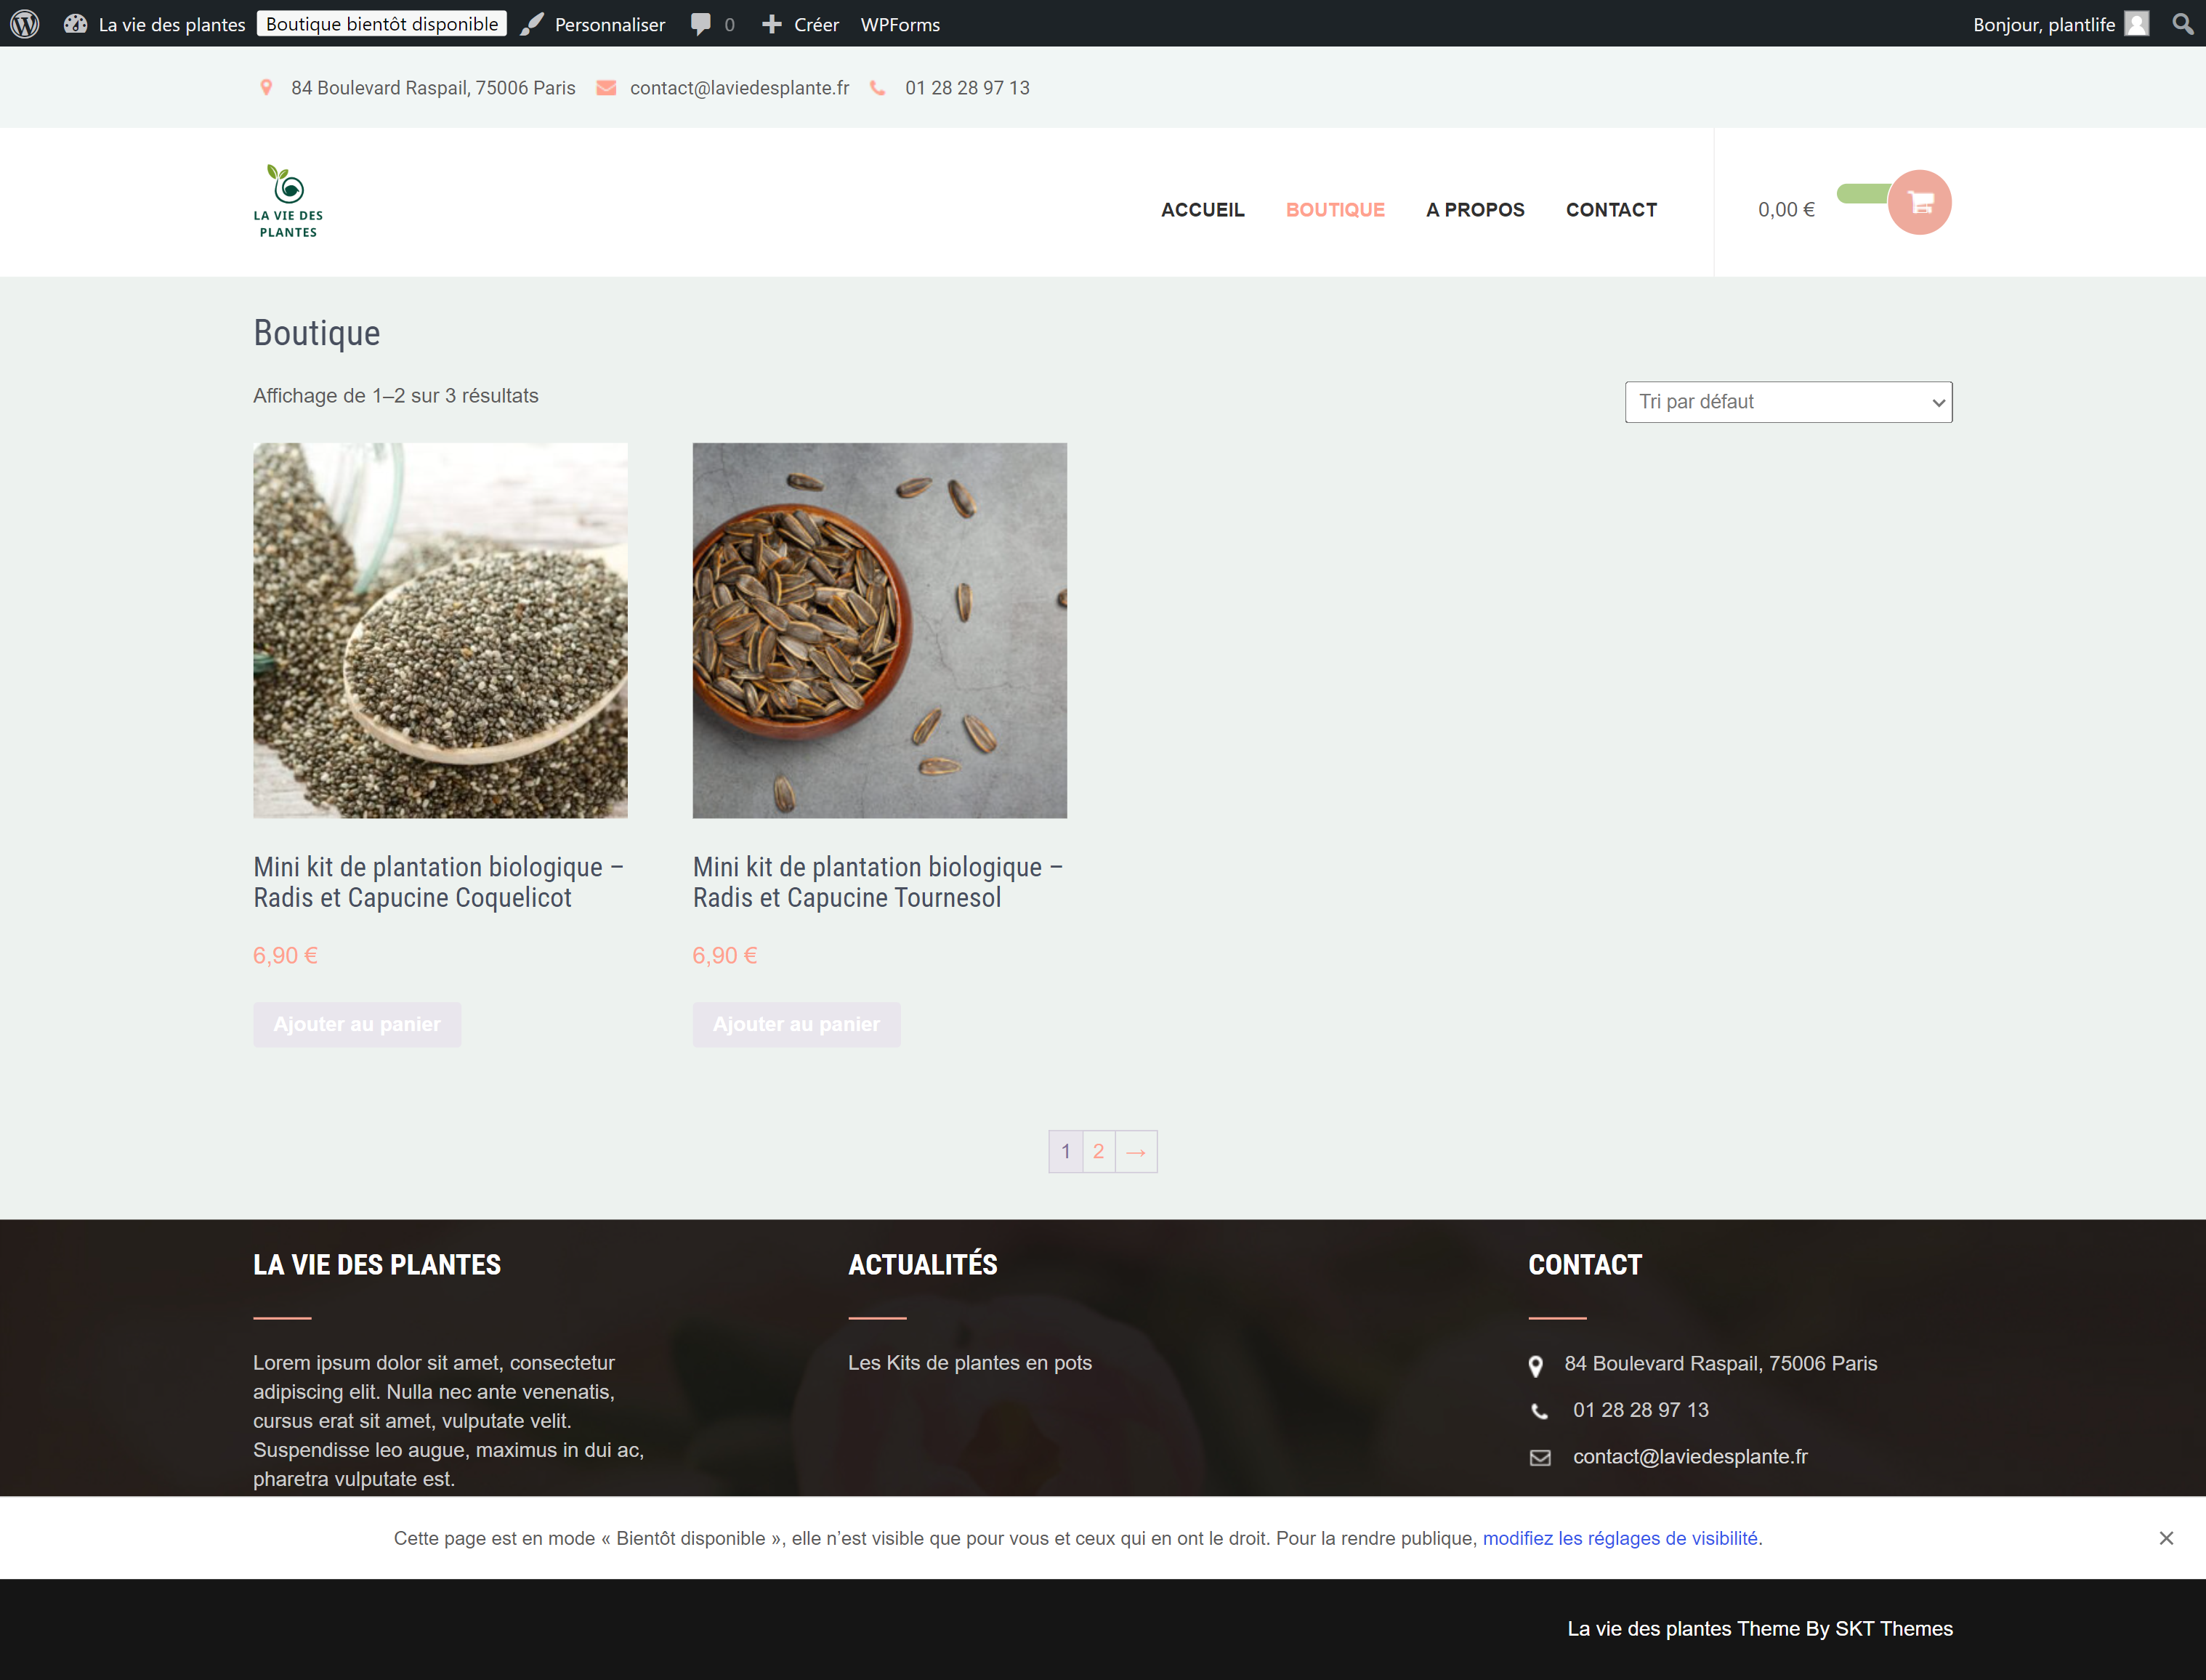 La vie des plantes Boutique bientôt disponible Personnaliser 0 Créer WPForms Bonjour, plantlife
84 Boulevard Raspail, 75006 Paris contact@laviedesplante.fr 01 28 28 97 13
LA VIE DES
PLANTES
ACCUEIL BOUTIQUE A PROPOS CONTACT 0,00 €
Boutique
Affichage de 1–2 sur 3 résultats
Tri par défaut
Mini kit de plantation biologique –
Radis et Capucine Coquelicot
6,90 €
Ajouter au panier
Mini kit de plantation biologique –
Radis et Capucine Tournesol
6,90 €
Ajouter au panier
1 2 →
LA VIE DES PLANTES
Lorem ipsum dolor sit amet, consectetur
adipiscing elit. Nulla nec ante venenatis,
cursus erat sit amet, vulputate velit.
Suspendisse leo augue, maximus in dui ac,
pharetra vulputate est.
ACTUALITÉS
Les Kits de plantes en pots
CONTACT
84 Boulevard Raspail, 75006 Paris
01 28 28 97 13
contact@laviedesplante.fr
Cette page est en mode « Bientôt disponible », elle n’est visible que pour vous et ceux qui en ont le droit. Pour la rendre publique, modifiez les réglages de visibilité.
La vie des plantes Theme By SKT Themes